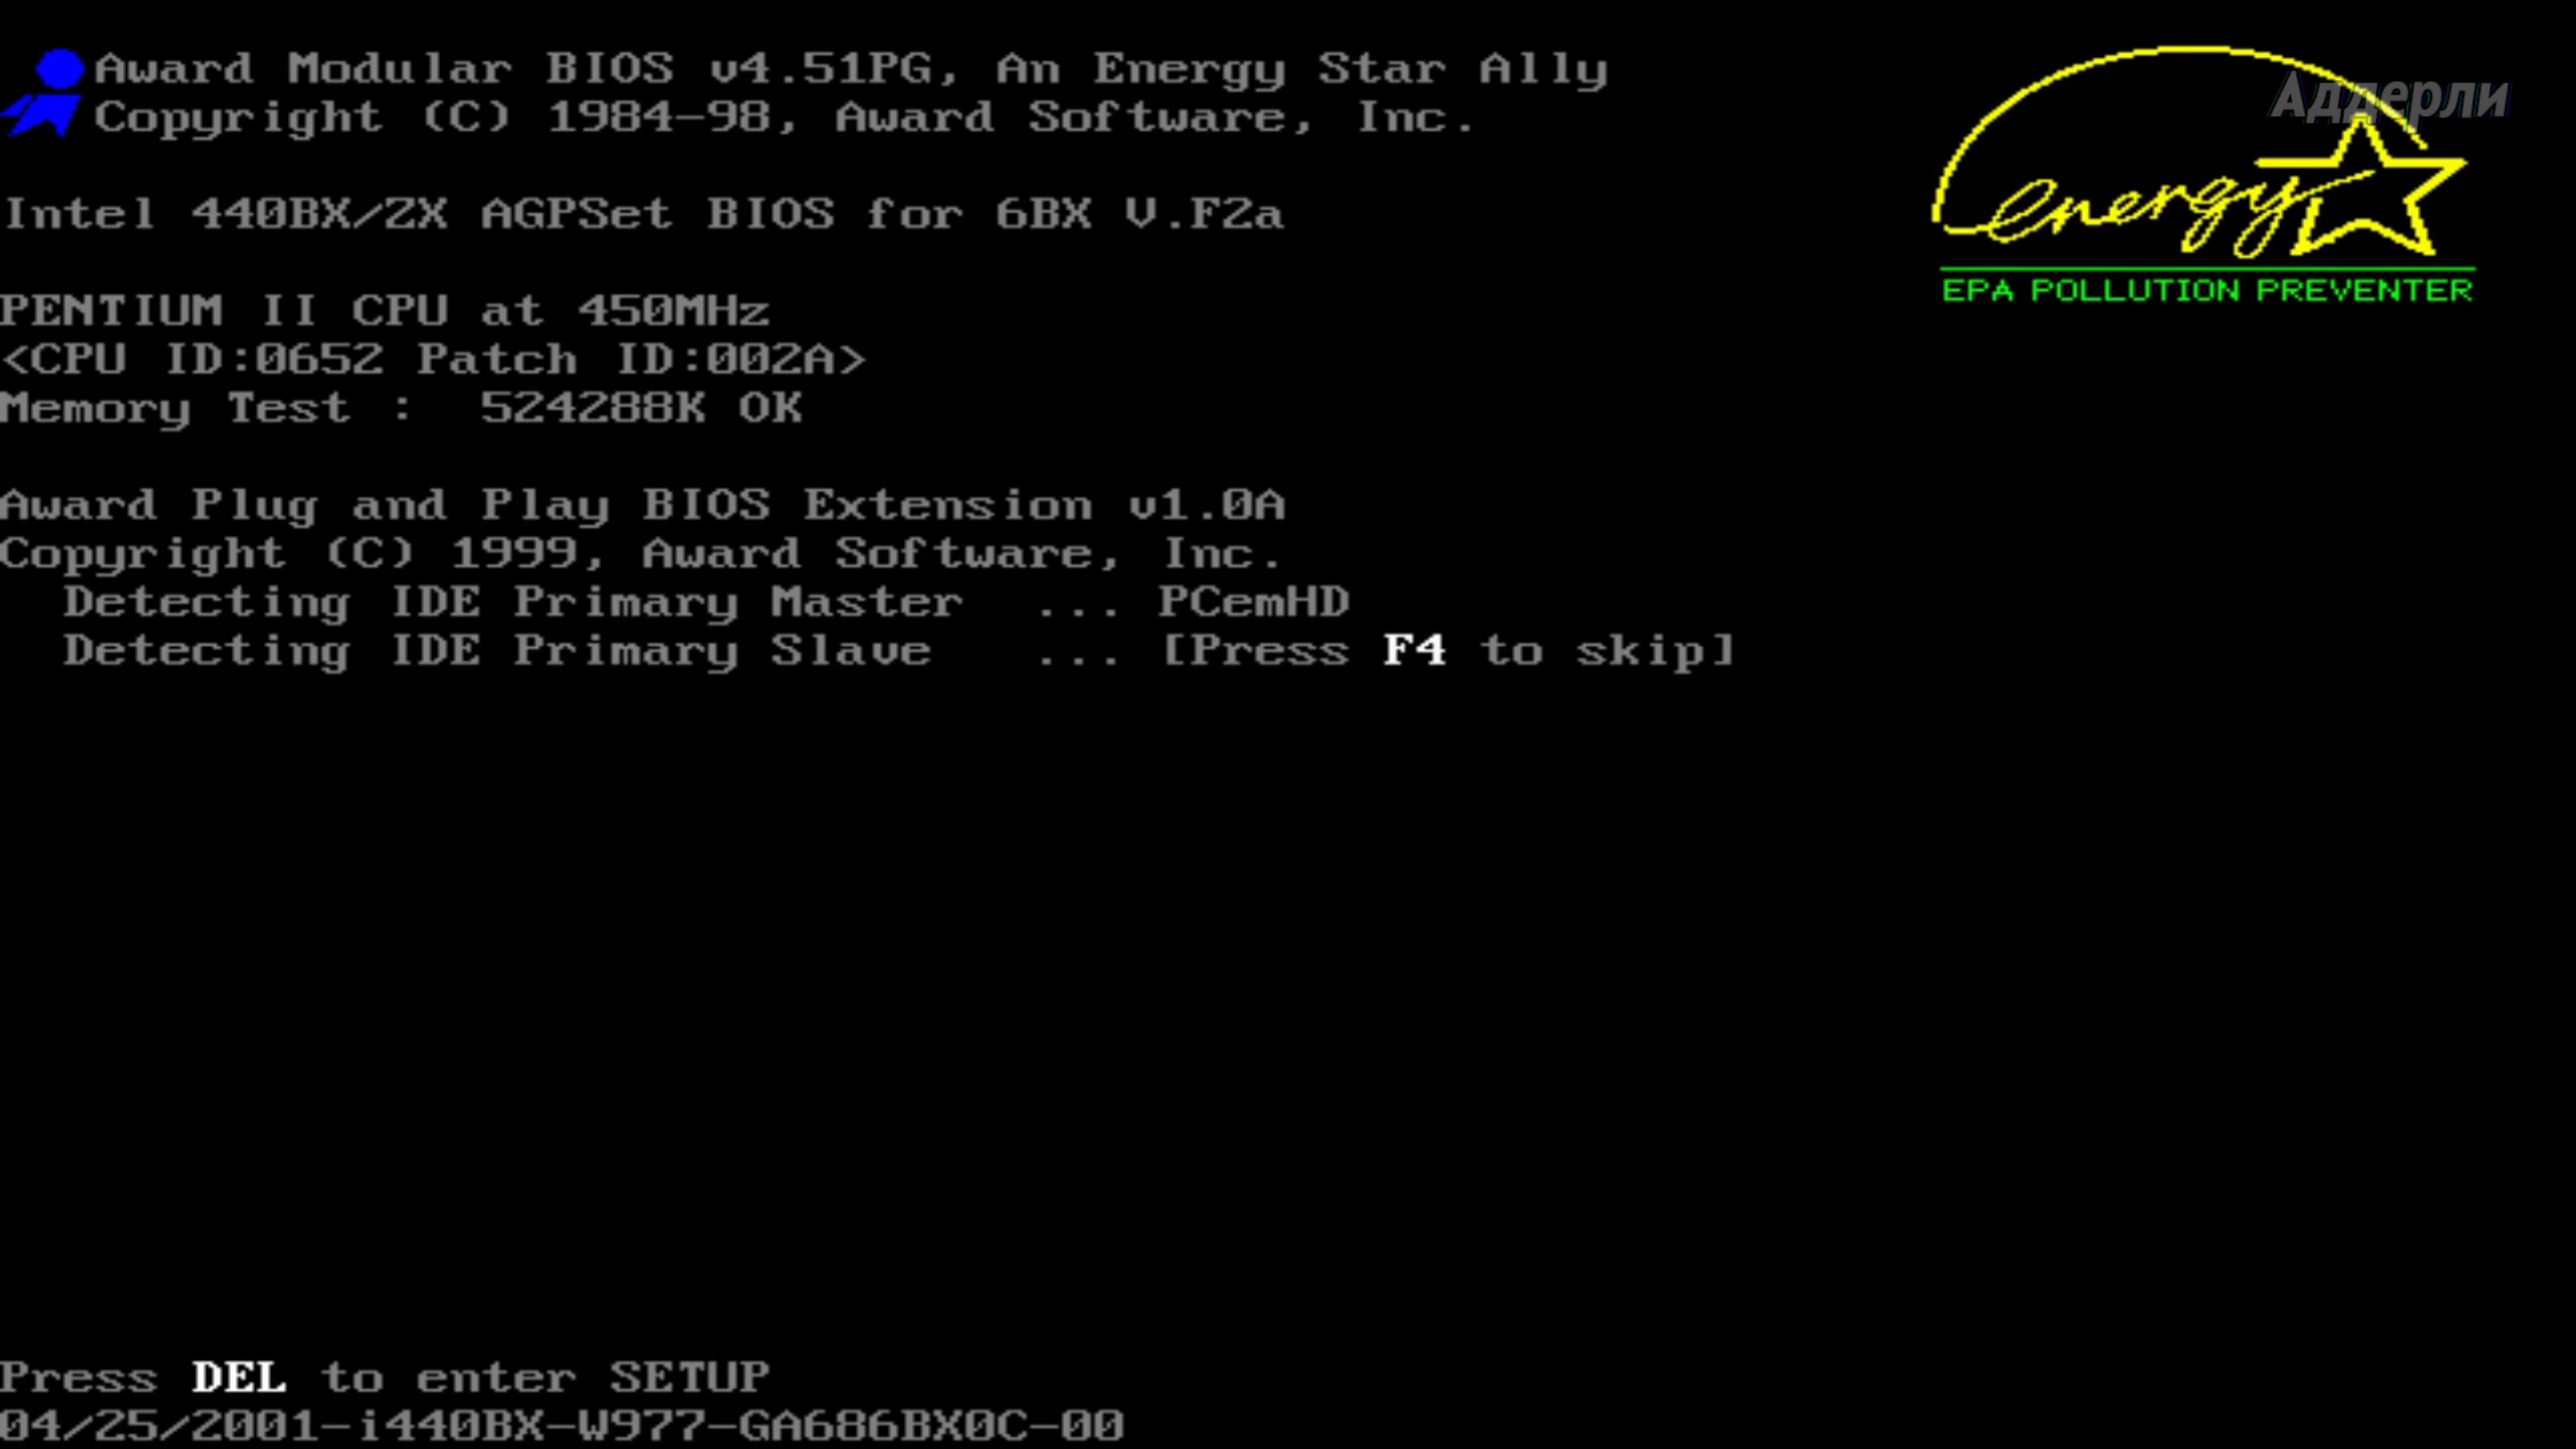 Award Modular BIOS v4.51PG, An Energy Star Ally
Copyright (C) 1984-98, Award Software, Inc.
Аддерли
energy
EPA POLLUTION PREVENTER
Intel 440BX/ZX AGPSet BIOS for 6BX V.F2a
PENTIUM II CPU at 450MHz
<CPU ID:0652 Patch ID:002A>
Memory Test :  524288K OK
Award Plug and Play BIOS Extension v1.0A
Copyright (C) 1999, Award Software, Inc.
Detecting IDE Primary Master  ... PCemHD
Detecting IDE Primary Slave   ... [Press F4 to skip]
Press DEL to enter SETUP
04/25/2001-i440BX-W977-GA686BX0C-00